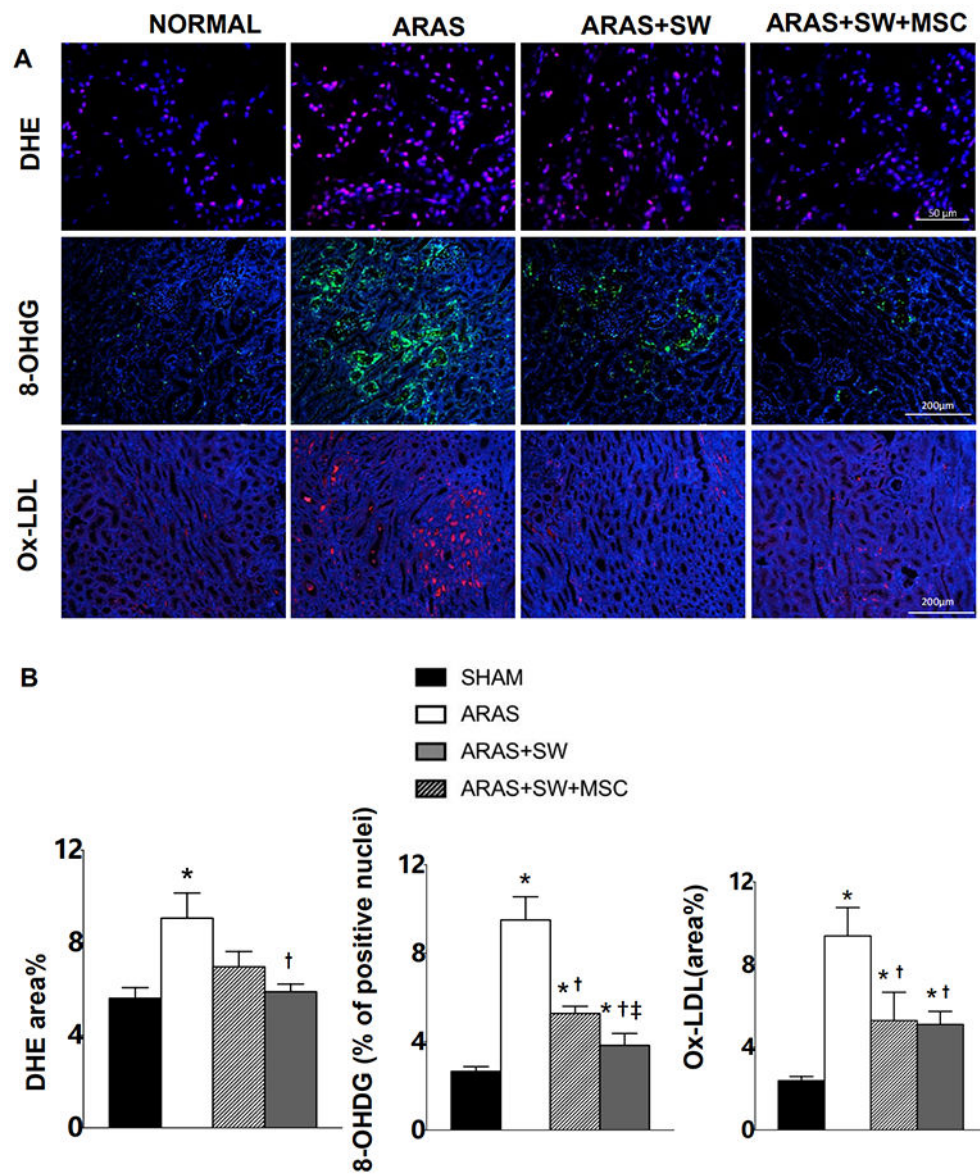 NORMAL ARAS ARAS+SW ARAS+SW+MSC
A
DHE
50 µm
8-OHdG
200µm
Ox-LDL
200µm
B
SHAM
ARAS
ARAS+SW
ARAS+SW+MSC
DHE area%
12
8
4
0
*
†
8-OHDG (% of positive nuclei)
12
8
4
0
*
* †
* †‡
Ox-LDL(area%)
12
8
4
0
*
* †
* †